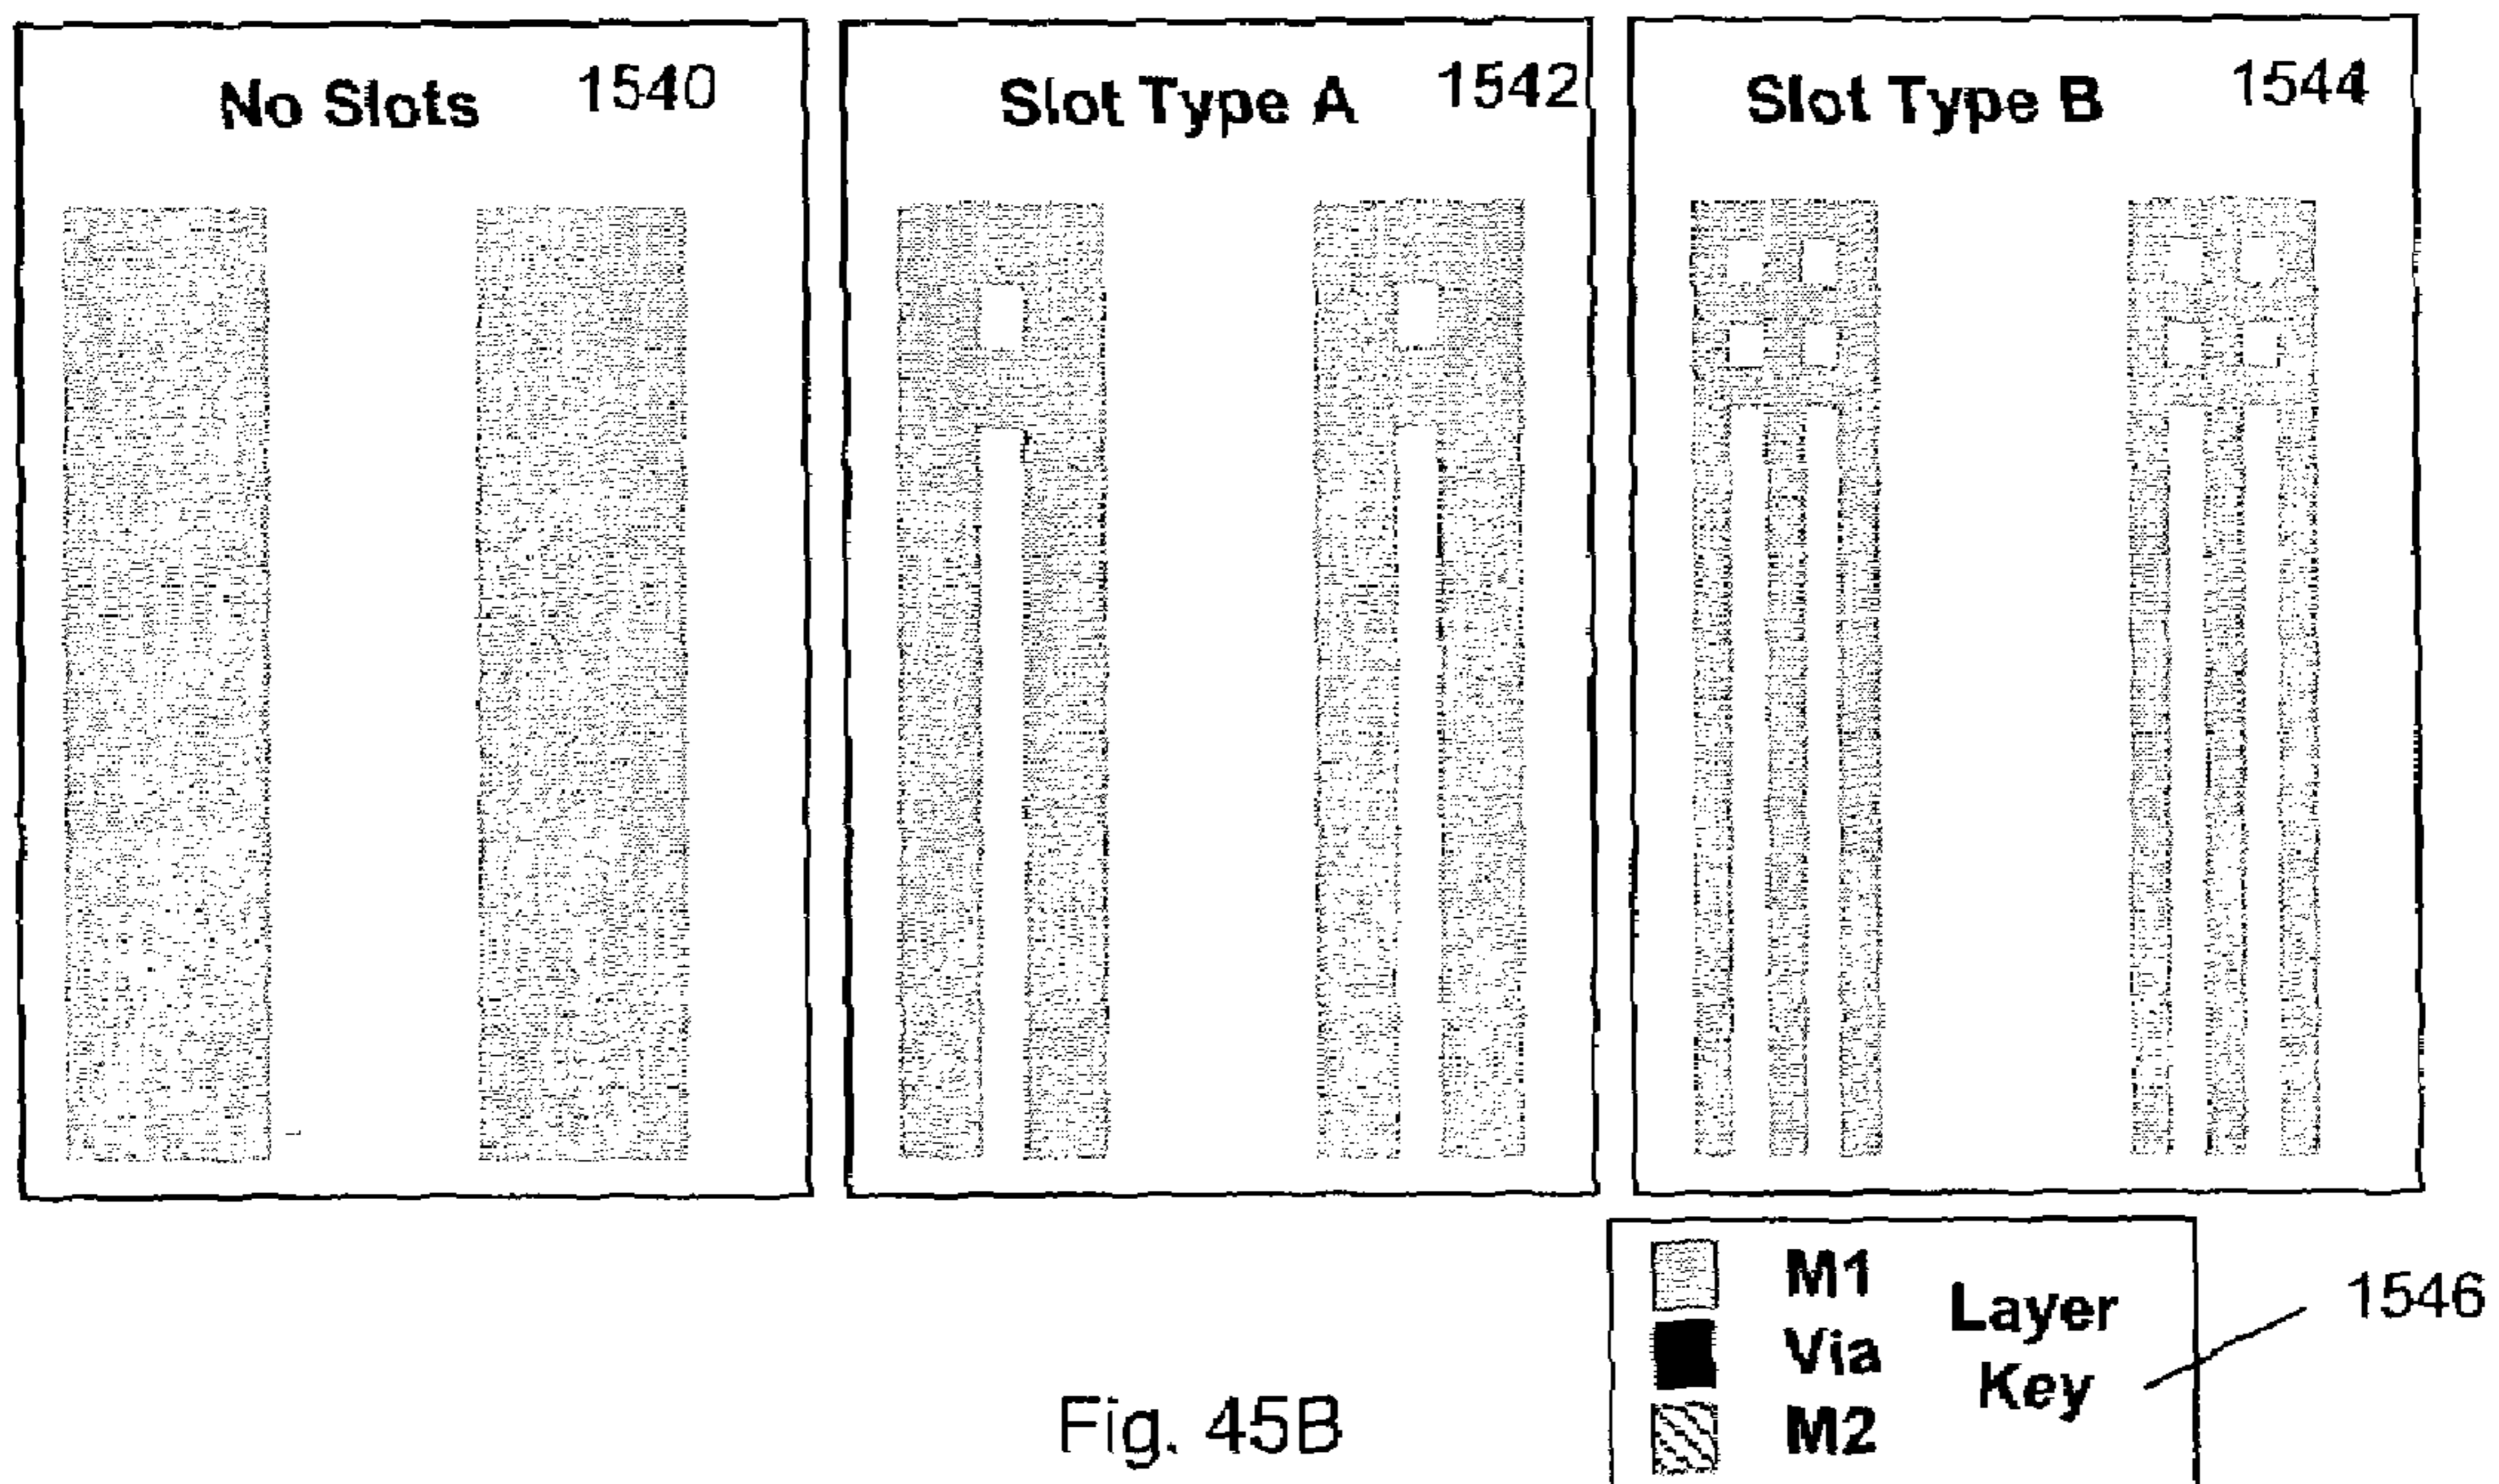 No Slots 1540
Slot Type A 1542
Slot Type B 1544
M1
Via
M2
Layer
Key
1546
Fig. 45B